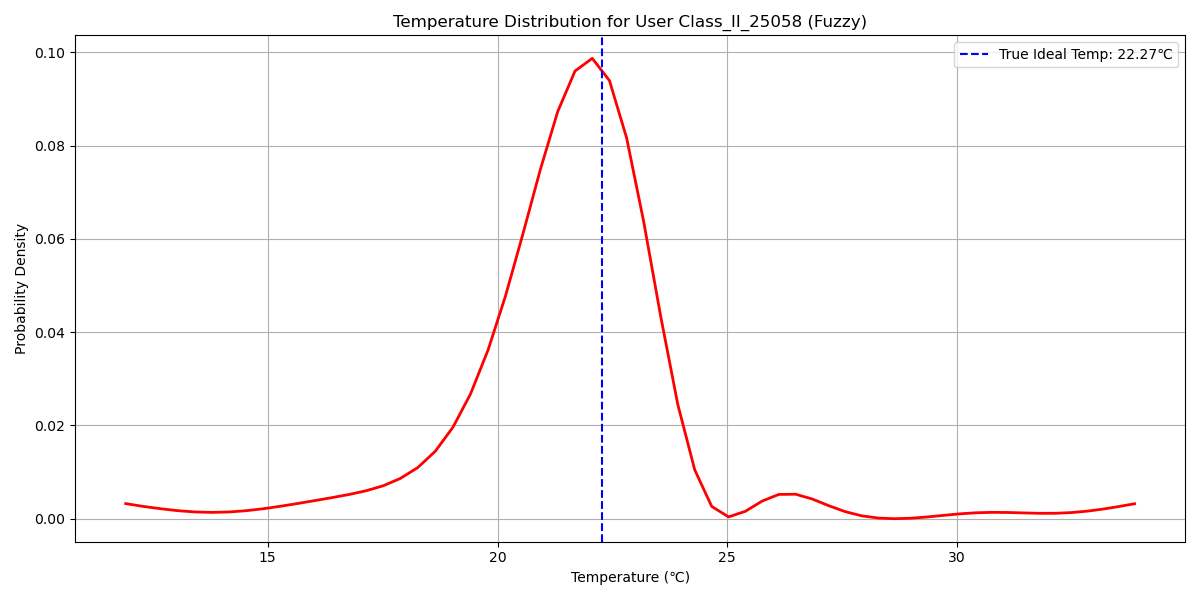 Temperature Distribution for User Class_II_25058 (Fuzzy)
True Ideal Temp: 22.27℃
Probability Density
0.10
0.08
0.06
0.04
0.02
0.00
15
20
25
30
Temperature (℃)